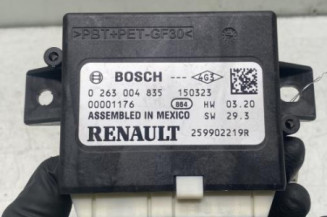 >PBT+PET-GF30<
BOSCH --- AG3
0 263 004 835 150323
00001176 884 HW 03.20
ASSEMBLED IN MEXICO SW 29.3
RENAULT 259902219R